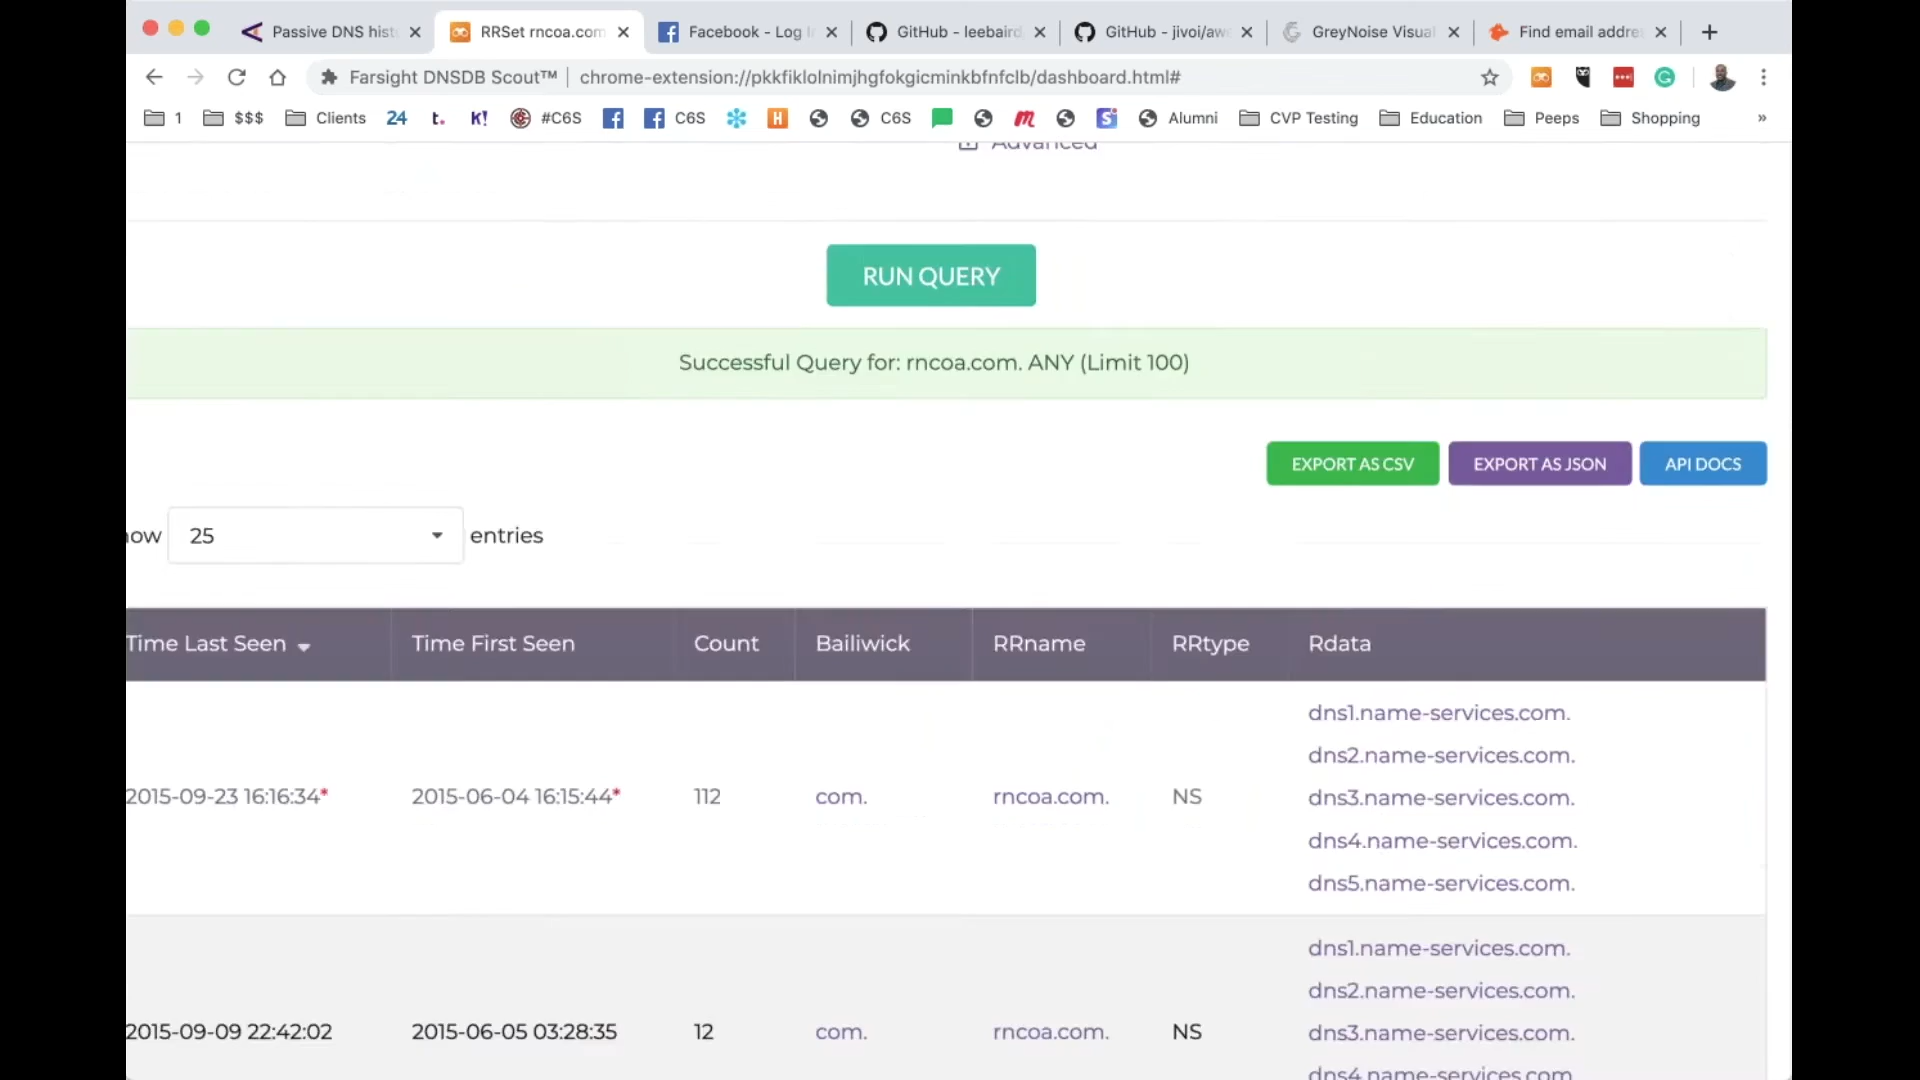 Passive DNS hist
RRSet rncoa.com
Facebook - Log I
GitHub - leebaird
GitHub - jivoi/awe
GreyNoise Visual
Find email addre
Farsight DNSDB Scout™
chrome-extension://pkkfiklolnimjhgfokgicminkbfnfclb/dashboard.html#
1 $$$ Clients 24 t. K! #C6S C6S H C6S m S Alumni CVP Testing Education Peeps Shopping »
Advanced
RUN QUERY
Successful Query for: rncoa.com. ANY (Limit 100)
EXPORT AS CSV EXPORT AS JSON API DOCS
how 25 entries
Time Last Seen Time First Seen Count Bailiwick RRname RRtype Rdata
dns1.name-services.com.
dns2.name-services.com.
2015-09-23 16:16:34* 2015-06-04 16:15:44* 112 com. rncoa.com. NS dns3.name-services.com.
dns4.name-services.com.
dns5.name-services.com.
dns1.name-services.com.
dns2.name-services.com.
2015-09-09 22:42:02 2015-06-05 03:28:35 12 com. rncoa.com. NS dns3.name-services.com.
dns4.name-services.com.